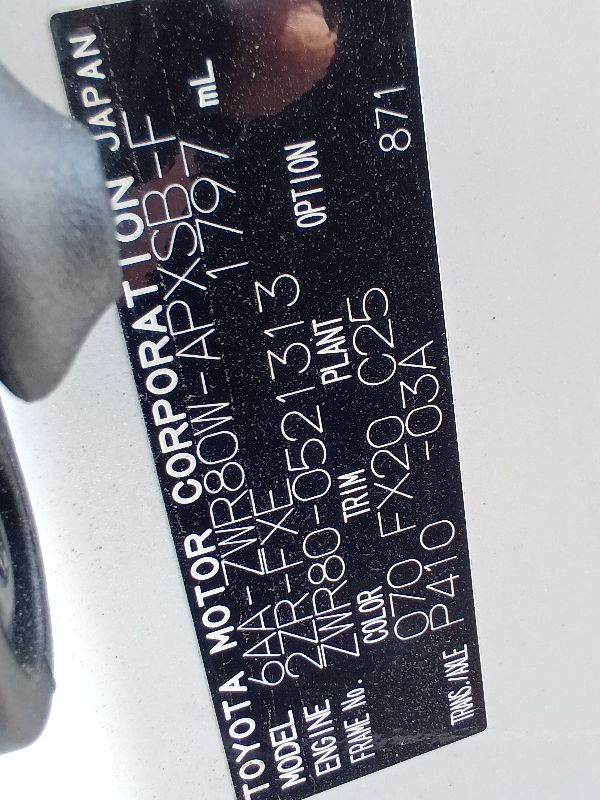 TOYOTA MOTOR CORPORATION JAPAN
MODEL 6AA-ZWR80W-APXSB-F
ENGINE 2ZR-FXE 1797 mL
FRAME No. ZWR80-0521313
COLOR TRIM PLANT OPTION
070 FX20 C25 871
TRANS./AXLE P410 -03A